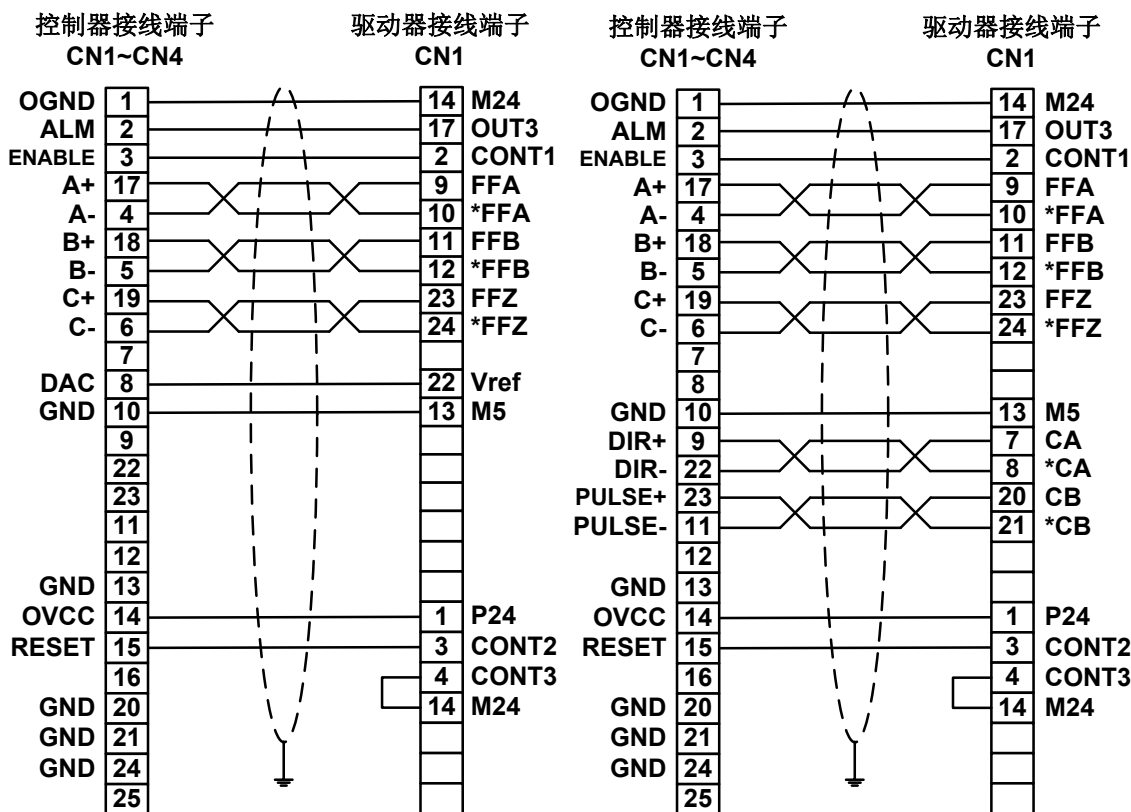 控制器接线端子 驱动器接线端子
CN1~CN4 CN1
OGND 1 14 M24
ALM 2 17 OUT3
ENABLE 3 2 CONT1
A+ 17 9 FFA
A- 4 10 *FFA
B+ 18 11 FFB
B- 5 12 *FFB
C+ 19 23 FFZ
C- 6 24 *FFZ
7
DAC 8 22 Vref
GND 10 13 M5
9
22
23
11
12
GND 13
OVCC 14 1 P24
RESET 15 3 CONT2
16 4 CONT3
GND 20 14 M24
GND 21
GND 24
25
控制器接线端子 驱动器接线端子
CN1~CN4 CN1
OGND 1 14 M24
ALM 2 17 OUT3
ENABLE 3 2 CONT1
A+ 17 9 FFA
A- 4 10 *FFA
B+ 18 11 FFB
B- 5 12 *FFB
C+ 19 23 FFZ
C- 6 24 *FFZ
7
8
GND 10 13 M5
DIR+ 9 7 CA
DIR- 22 8 *CA
PULSE+ 23 20 CB
PULSE- 11 21 *CB
12
GND 13
OVCC 14 1 P24
RESET 15 3 CONT2
16 4 CONT3
GND 20 14 M24
GND 21
GND 24
25